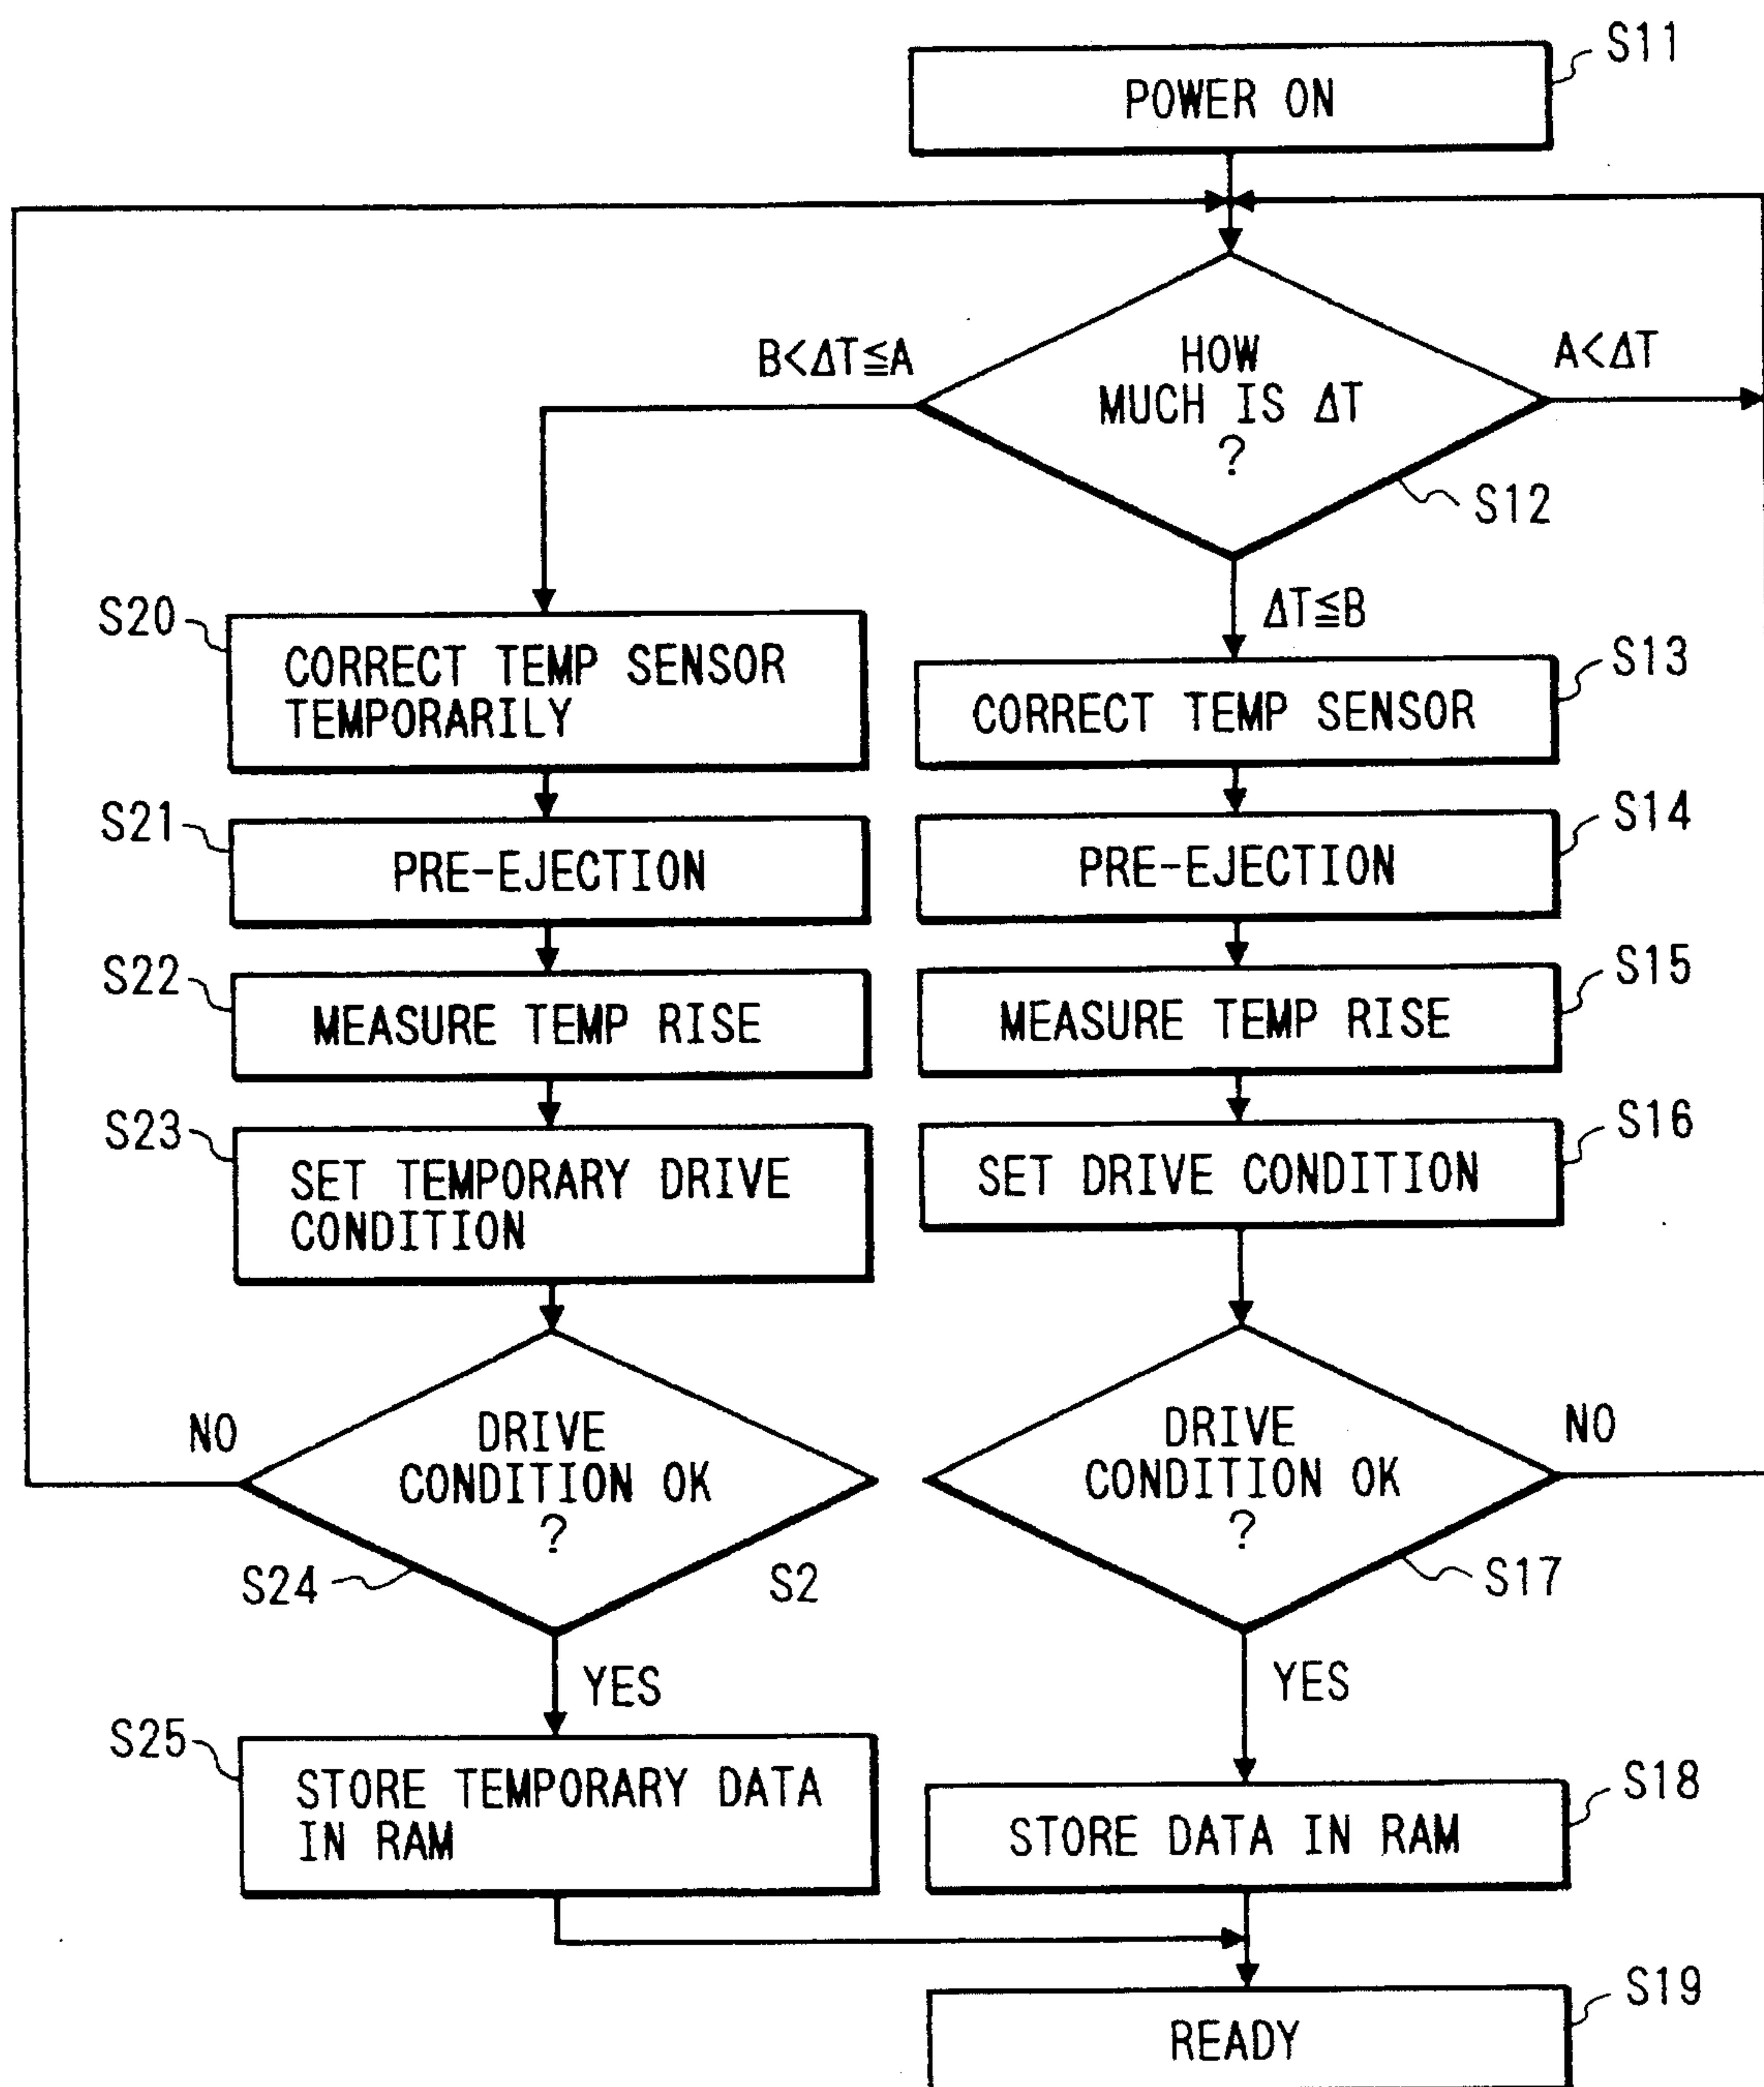 S11
POWER ON
B<ΔT≦A
HOW
MUCH IS ΔT
?
A<ΔT
S12
ΔT≦B
S20
CORRECT TEMP SENSOR
TEMPORARILY
S13
CORRECT TEMP SENSOR
S21
PRE-EJECTION
S14
PRE-EJECTION
S22
MEASURE TEMP RISE
S15
MEASURE TEMP RISE
S23
SET TEMPORARY DRIVE
CONDITION
S16
SET DRIVE CONDITION
NO
DRIVE
CONDITION OK
?
S24
S2
DRIVE
CONDITION OK
?
NO
S17
YES
YES
S25
STORE TEMPORARY DATA
IN RAM
S18
STORE DATA IN RAM
S19
READY